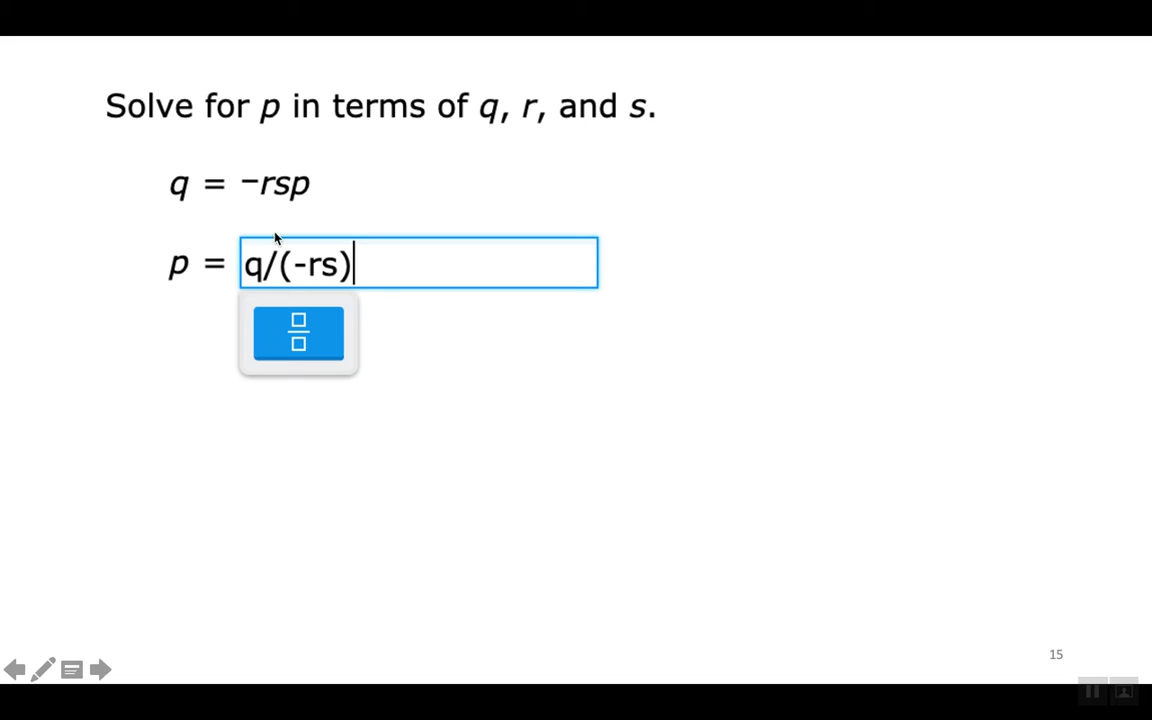 Solve for p in terms of q, r, and s.
q = −rsp
p = q/(-rs)
15